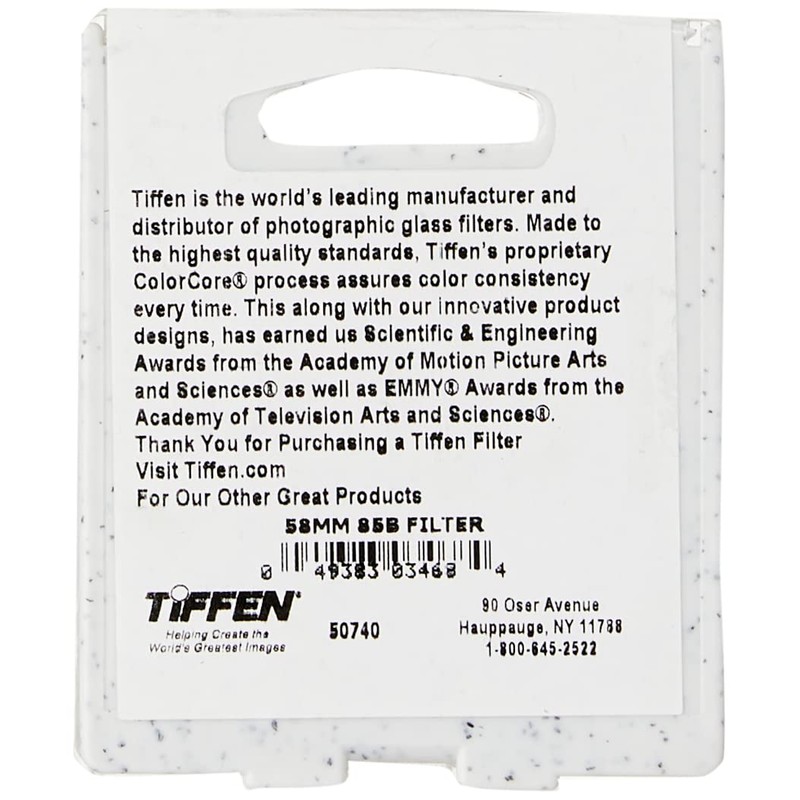 Tiffen is the world's leading manufacturer and
distributor of photographic glass filters. Made to
the highest quality standards, Tiffen's proprietary
ColorCore® process assures color consistency
every time. This along with our innovative product
designs, has earned us Scientific & Engineering
Awards from the Academy of Motion Picture Arts
and Sciences® as well as EMMY® Awards from the
Academy of Television Arts and Sciences®.
Thank You for Purchasing a Tiffen Filter
Visit Tiffen.com
For Our Other Great Products
58MM 85B FILTER
0 49383 03468 4
TIFFEN®
Helping Create the
World's Greatest Images
50740
90 Oser Avenue
Hauppauge, NY 11788
1-800-645-2522